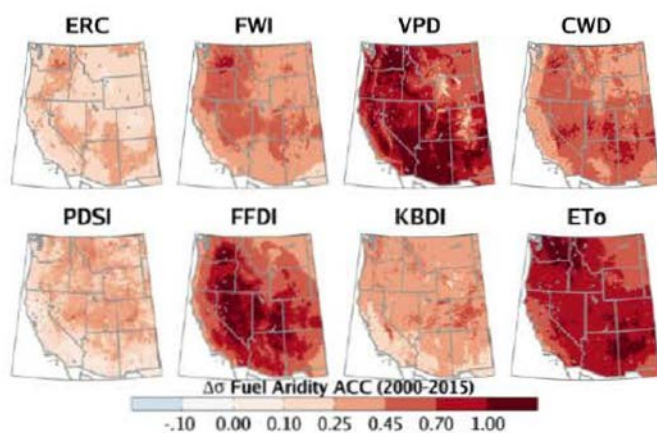 ERC FWI VPD CWD
PDSI FFDI KBDI ETo
Δσ Fuel Aridity ACC (2000-2015)
-.10 0.00 0.10 0.25 0.45 0.70 1.00